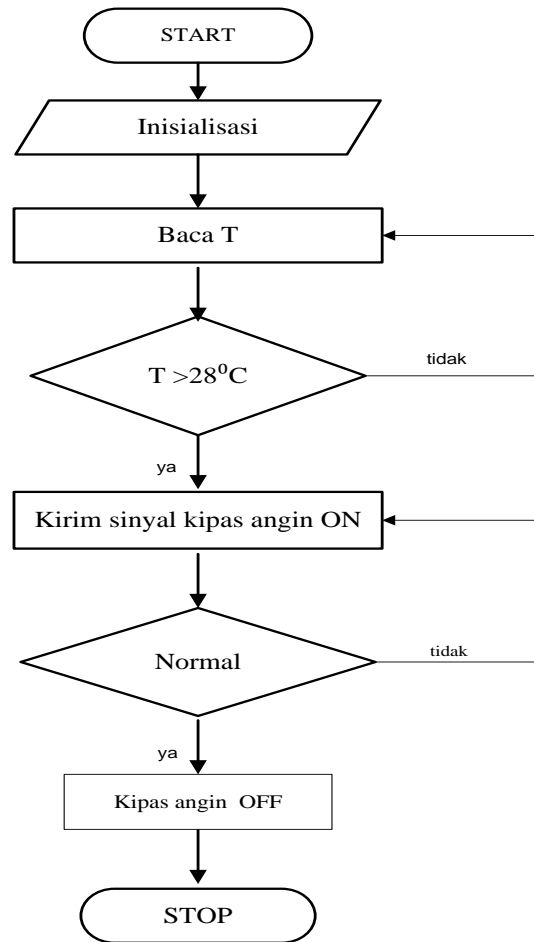 START
Inisialisasi
Baca T
T >28⁰C
tidak
ya
Kirim sinyal kipas angin ON
Normal
tidak
ya
Kipas angin OFF
STOP